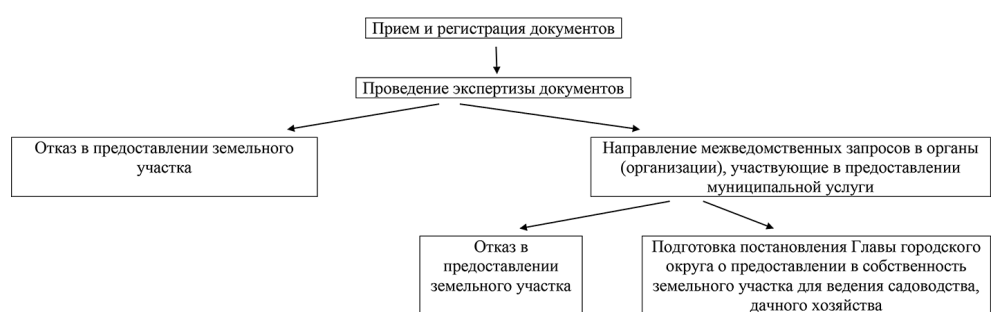 Прием и регистрация документов
Проведение экспертизы документов
Отказ в предоставлении земельного
участка
Направление межведомственных запросов в органы
(организации), участвующие в предоставлении
муниципальной услуги
Отказ в
предоставлении
земельного участка
Подготовка постановления Главы городского
округа о предоставлении в собственность
земельного участка для ведения садоводства,
дачного хозяйства